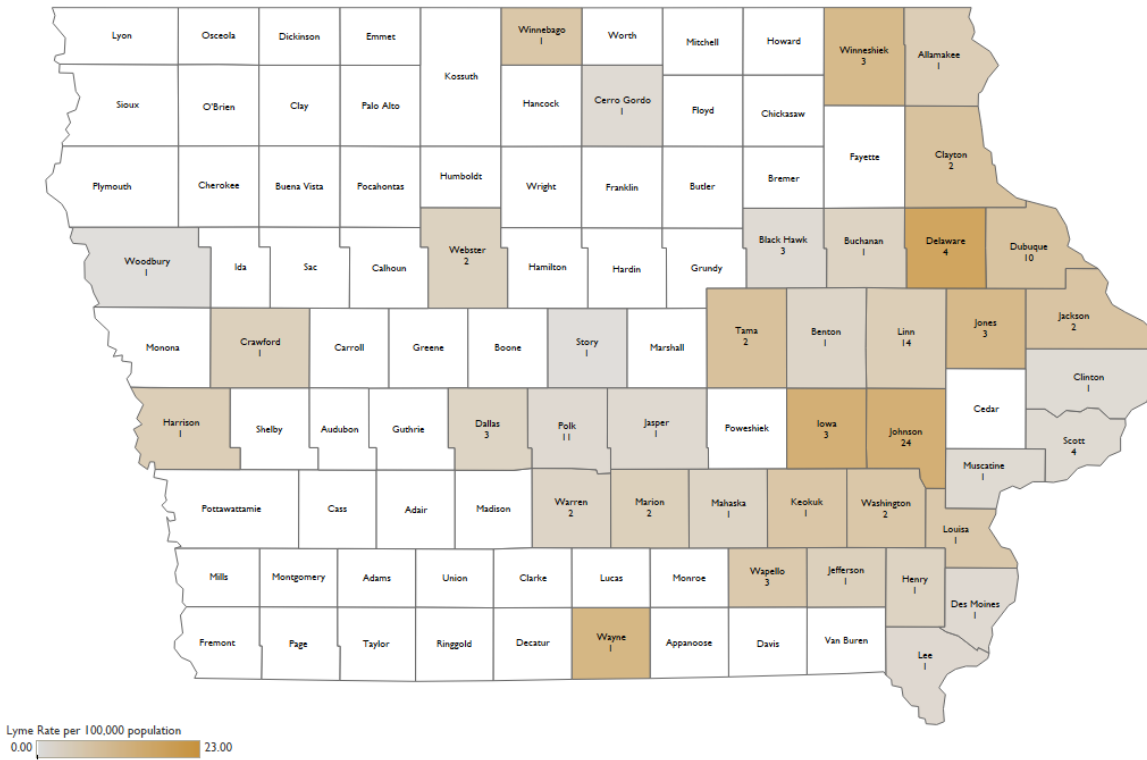 Lyon
Osceola
Dickinson
Emmet
Kossuth
Winnebago
1
Worth
Mitchell
Howard
Winneshiek
3
Allamakee
1
Sioux
O'Brien
Clay
Palo Alto
Hancock
Cerro Gordo
1
Floyd
Chickasaw
Fayette
Clayton
2
Plymouth
Cherokee
Buena Vista
Pocahontas
Humboldt
Wright
Franklin
Butler
Bremer
Woodbury
1
Ida
Sac
Calhoun
Webster
2
Hamilton
Hardin
Grundy
Black Hawk
3
Buchanan
1
Delaware
4
Dubuque
10
Monona
Crawford
1
Carroll
Greene
Boone
Story
1
Marshall
Tama
2
Benton
1
Linn
14
Jones
3
Jackson
2
Clinton
1
Harrison
1
Shelby
Audubon
Guthrie
Dallas
3
Polk
11
Jasper
1
Poweshiek
Iowa
3
Johnson
24
Cedar
Scott
4
Muscatine
1
Pottawattamie
Cass
Adair
Madison
Warren
2
Marion
2
Mahaska
1
Keokuk
1
Washington
2
Louisa
1
Mills
Montgomery
Adams
Union
Clarke
Lucas
Monroe
Wapello
3
Jefferson
1
Henry
1
Des Moines
1
Fremont
Page
Taylor
Ringgold
Decatur
Wayne
1
Appanoose
Davis
Van Buren
Lee
1
Lyme Rate per 100,000 population
0.00 23.00